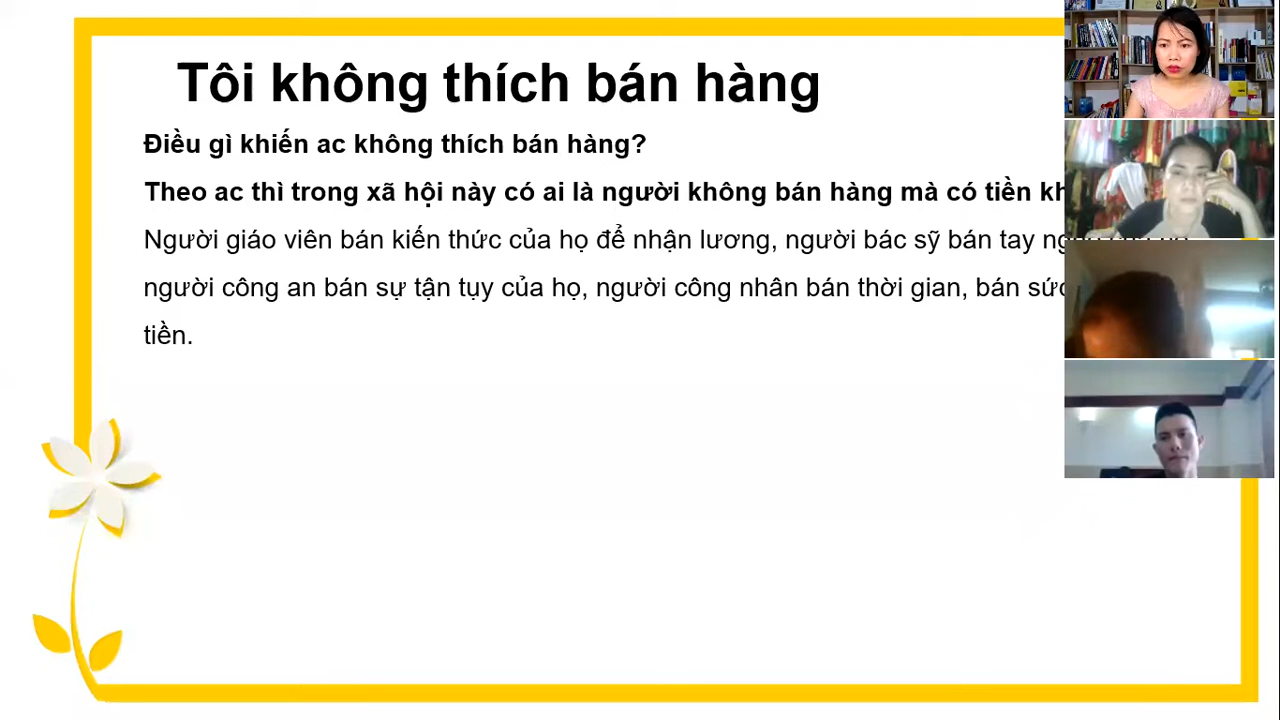 Tôi không thích bán hàng
Điều gì khiến ac không thích bán hàng?
Theo ac thì trong xã hội này có ai là người không bán hàng mà có tiền
Người giáo viên bán kiến thức của họ để nhận lương, người bác sỹ bán tay
người công an bán sự tận tụy của họ, người công nhân bán thời gian, bán
tiền.